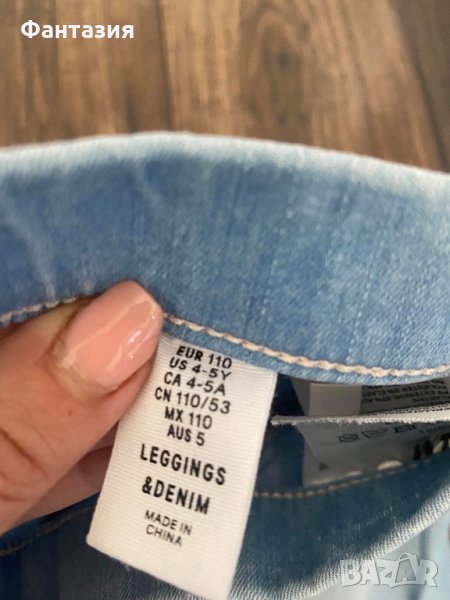 Фантазия
EUR 110
US 4-5Y
CA 4-5A
CN 110/53
MX 110
AUS 5
LEGGINGS
&DENIM
MADE IN
CHINA
BAZAR